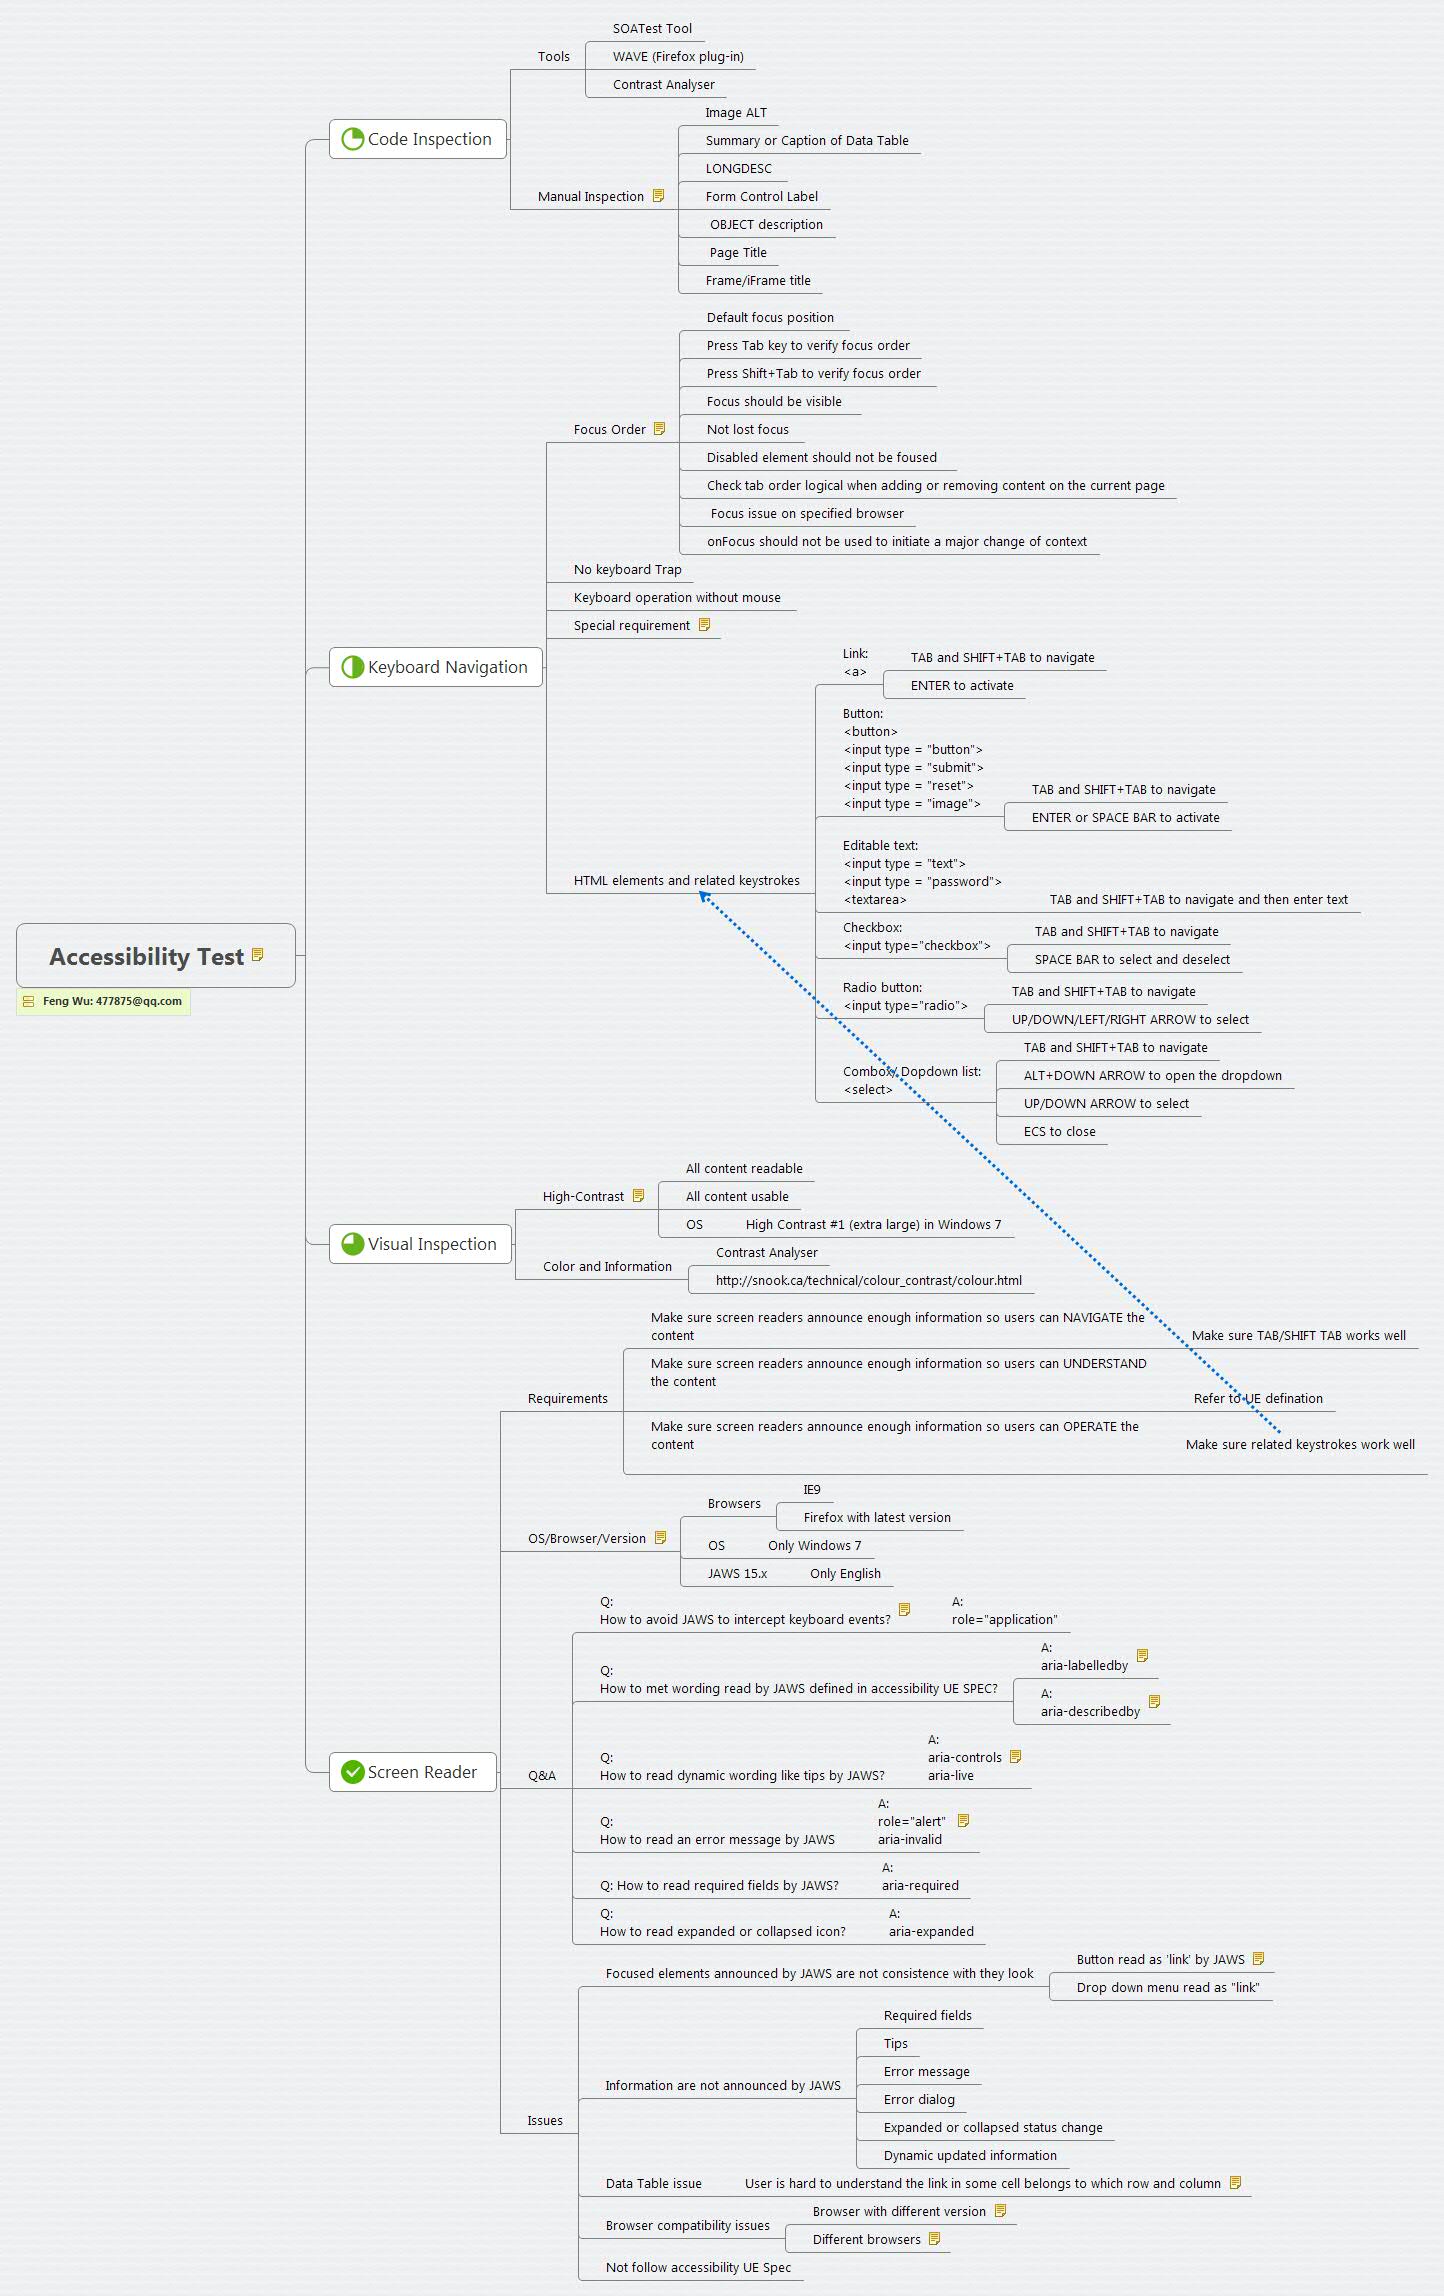 Accessibility Test
Feng Wu: 477875@qq.com
Code Inspection
Tools
SOATest Tool
WAVE (Firefox plug-in)
Contrast Analyser
Manual Inspection
Image ALT
Summary or Caption of Data Table
LONGDESC
Form Control Label
OBJECT description
Page Title
Frame/iFrame title
Keyboard Navigation
Focus Order
Default focus position
Press Tab key to verify focus order
Press Shift+Tab to verify focus order
Focus should be visible
Not lost focus
Disabled element should not be foused
Check tab order logical when adding or removing content on the current page
Focus issue on specified browser
onFocus should not be used to initiate a major change of context
No keyboard Trap
Keyboard operation without mouse
Special requirement
HTML elements and related keystrokes
Link:
<a>
TAB and SHIFT+TAB to navigate
ENTER to activate
Button:
<button>
<input type = "button">
<input type = "submit">
<input type = "reset">
<input type = "image">
TAB and SHIFT+TAB to navigate
ENTER or SPACE BAR to activate
Editable text:
<input type = "text">
<input type = "password">
<textarea>
TAB and SHIFT+TAB to navigate and then enter text
Checkbox:
<input type="checkbox">
TAB and SHIFT+TAB to navigate
SPACE BAR to select and deselect
Radio button:
<input type="radio">
TAB and SHIFT+TAB to navigate
UP/DOWN/LEFT/RIGHT ARROW to select
Combox/ Dopdown list:
<select>
TAB and SHIFT+TAB to navigate
ALT+DOWN ARROW to open the dropdown
UP/DOWN ARROW to select
ECS to close
Visual Inspection
High-Contrast
All content readable
All content usable
OS
High Contrast #1 (extra large) in Windows 7
Color and Information
Contrast Analyser
http://snook.ca/technical/colour_contrast/colour.html
Screen Reader
Requirements
Make sure screen readers announce enough information so users can NAVIGATE the
content
Make sure TAB/SHIFT TAB works well
Make sure screen readers announce enough information so users can UNDERSTAND
the content
Refer to UE defination
Make sure screen readers announce enough information so users can OPERATE the
content
Make sure related keystrokes work well
OS/Browser/Version
Browsers
IE9
Firefox with latest version
OS
Only Windows 7
JAWS 15.x
Only English
Q&A
Q:
How to avoid JAWS to intercept keyboard events?
A:
role="application"
Q:
How to met wording read by JAWS defined in accessibility UE SPEC?
A:
aria-labelledby
A:
aria-describedby
Q:
How to read dynamic wording like tips by JAWS?
A:
aria-controls
aria-live
Q:
How to read an error message by JAWS
A:
role="alert"
aria-invalid
Q: How to read required fields by JAWS?
A:
aria-required
Q:
How to read expanded or collapsed icon?
A:
aria-expanded
Issues
Focused elements announced by JAWS are not consistence with they look
Button read as 'link' by JAWS
Drop down menu read as "link"
Information are not announced by JAWS
Required fields
Tips
Error message
Error dialog
Expanded or collapsed status change
Dynamic updated information
Data Table issue
User is hard to understand the link in some cell belongs to which row and column
Browser compatibility issues
Browser with different version
Different browsers
Not follow accessibility UE Spec